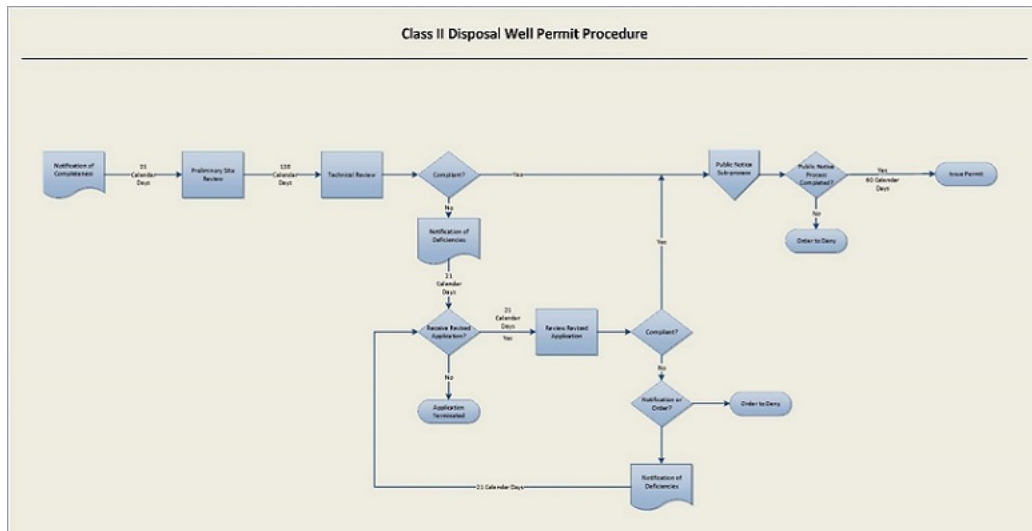 Class II Disposal Well Permit Procedure
Notification of
Completeness
21
Calendar
Days
Preliminary Site
Review
Calendar
Days
Technical Review
Compliant?
Yes
Public Notice
Sub-process
Public Notice
Process
Completed?
Yes
60 Calendar
Days
Issue Permit
No
Order to Deny
No
Notification of
Deficiencies
21
Calendar
Days
Receive Revised
Application?
21
Calendar
Days
Yes
Review Revised
Application
Compliant?
Yes
No
Application
Terminated
No
Notification or
Order?
Order to Deny
Notification of
Deficiencies
21 Calendar Days